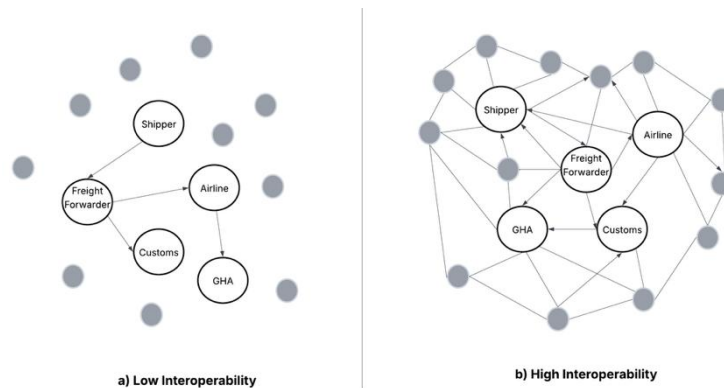 Shipper
Freight
Forwarder
Airline
Customs
GHA
a) Low Interoperability
Shipper
Airline
Freight
Forwarder
GHA
Customs
b) High Interoperability